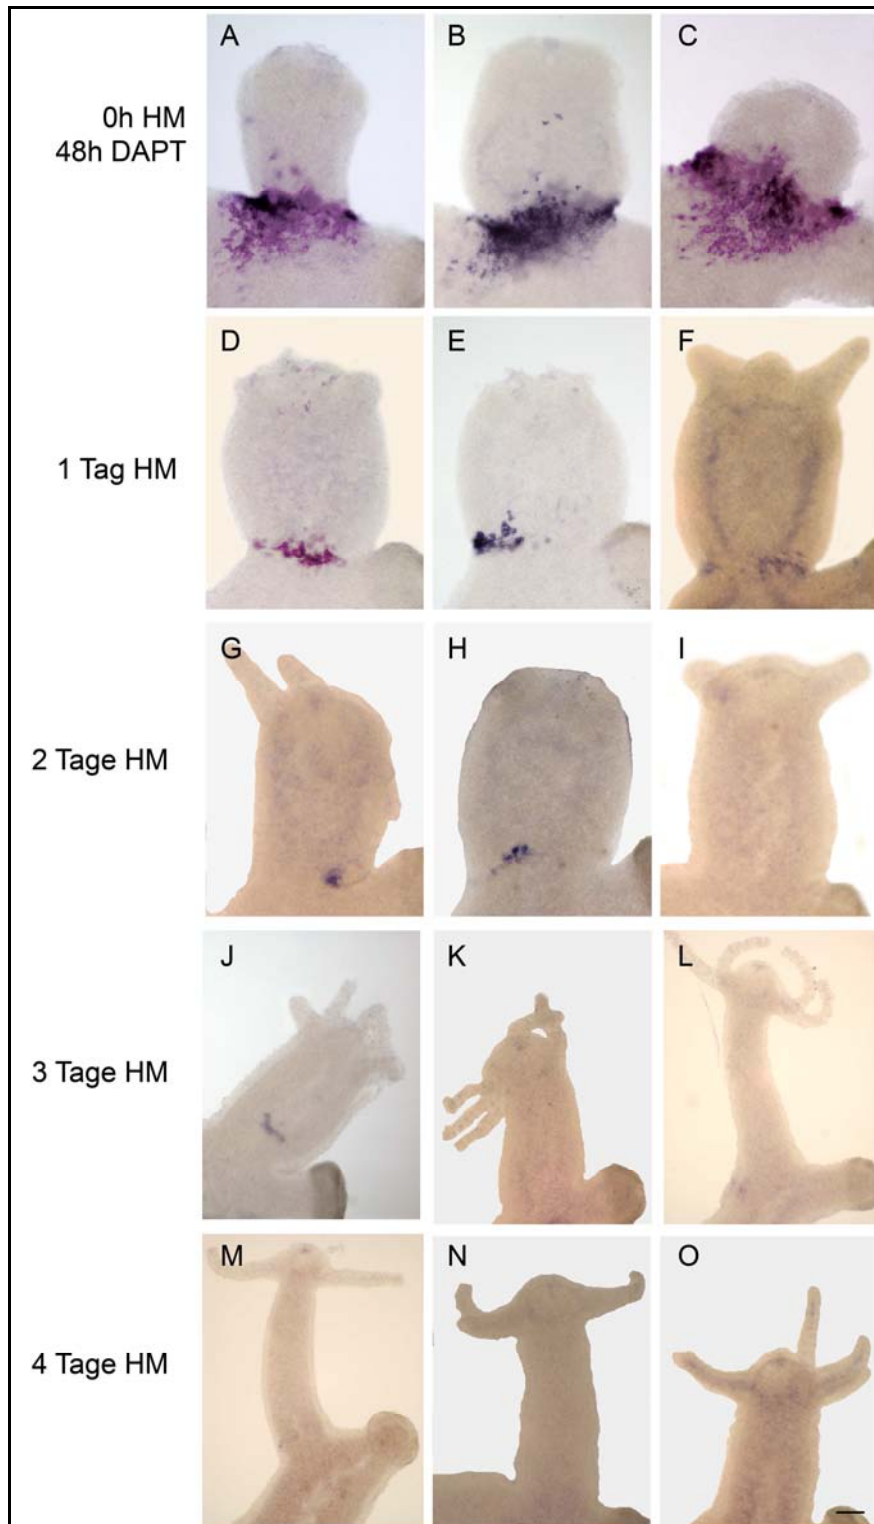 A B C
0h HM
48h DAPT
D E F
1 Tag HM
G H I
2 Tage HM
J K L
3 Tage HM
M N O
4 Tage HM